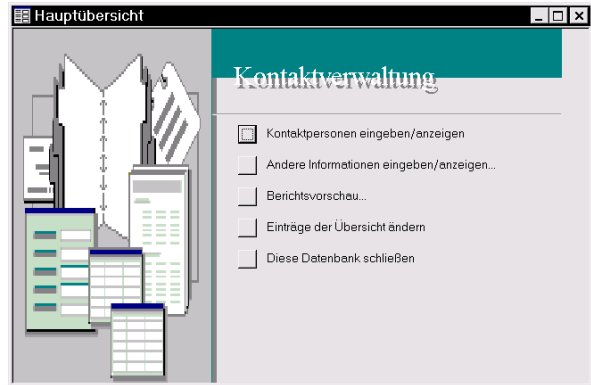 Hauptübersicht
Kontaktverwaltung
Kontaktpersonen eingeben/anzeigen
Andere Informationen eingeben/anzeigen...
Berichtsvorschau...
Einträge der Übersicht ändern
Diese Datenbank schließen